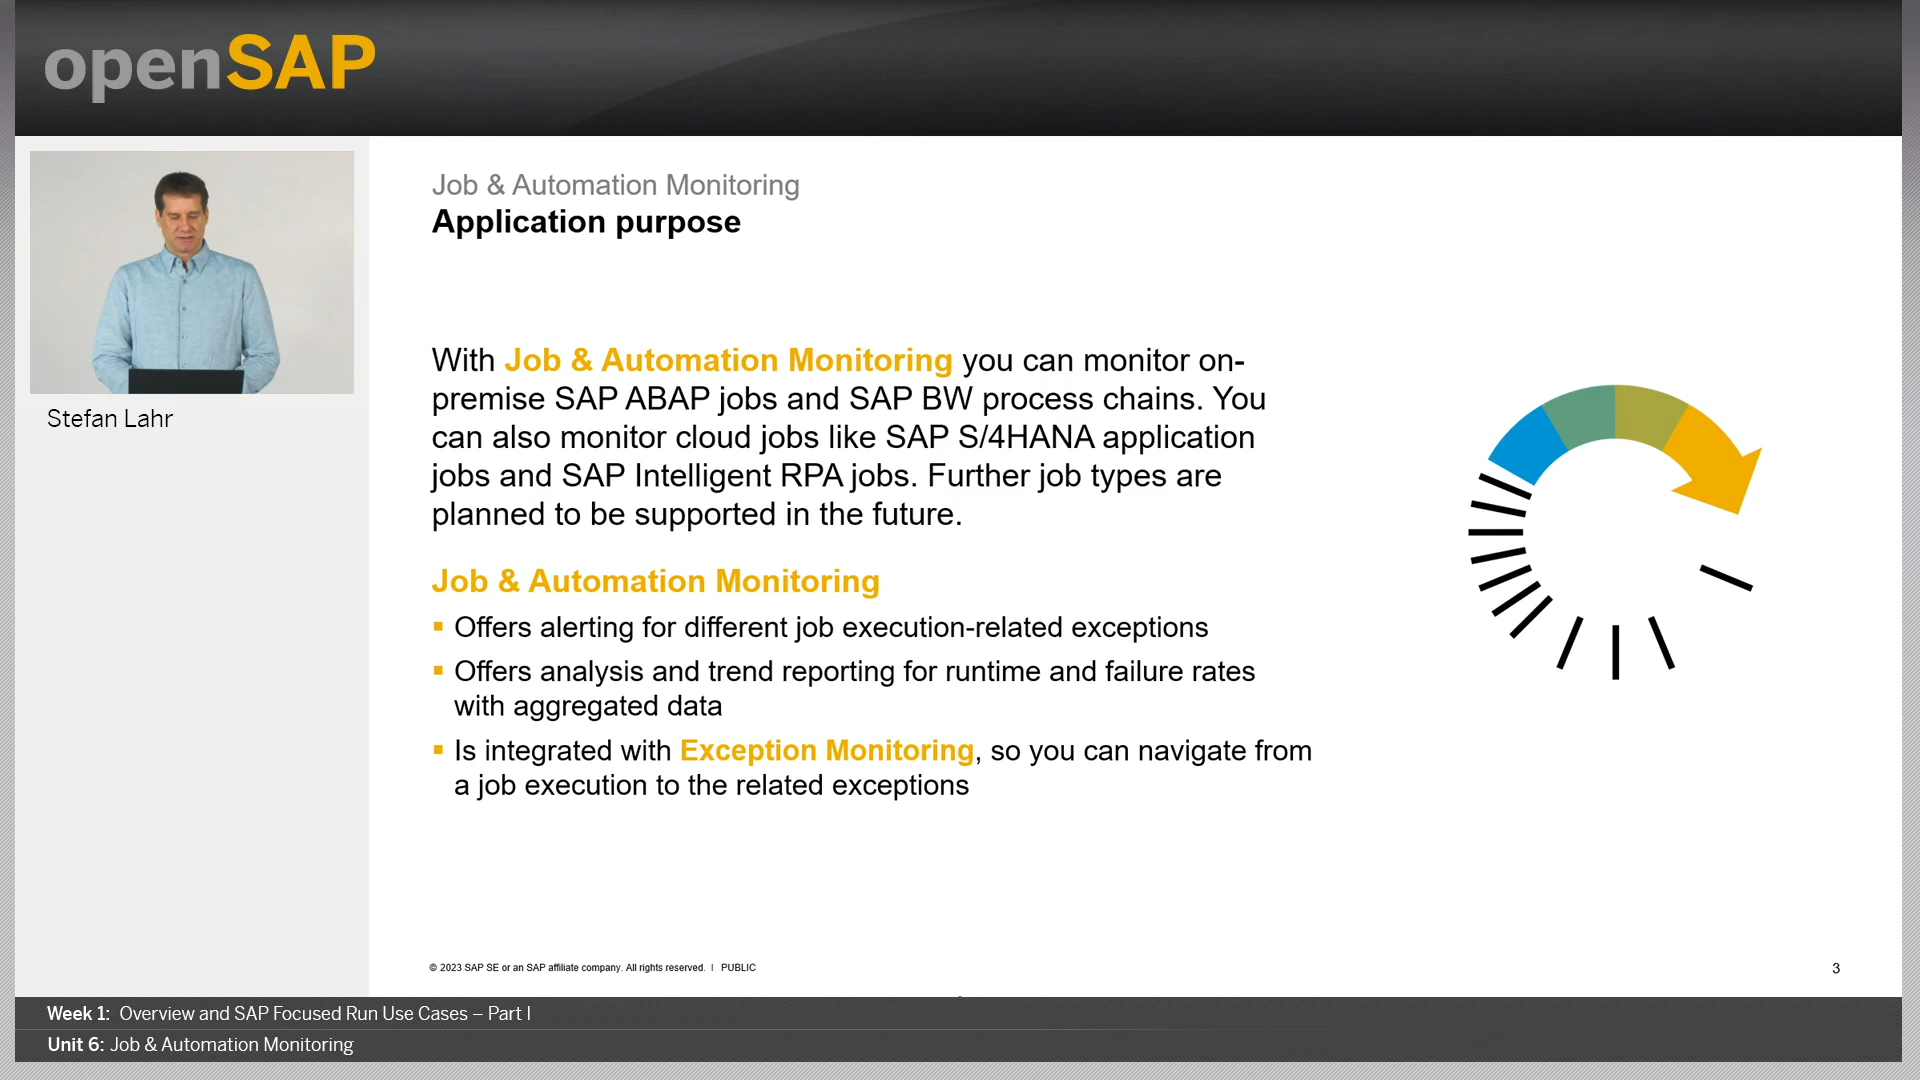 openSAP
Stefan Lahr
Job & Automation Monitoring
Application purpose
With Job & Automation Monitoring you can monitor on-
premise SAP ABAP jobs and SAP BW process chains. You
can also monitor cloud jobs like SAP S/4HANA application
jobs and SAP Intelligent RPA jobs. Further job types are
planned to be supported in the future.
Job & Automation Monitoring
▪ Offers alerting for different job execution-related exceptions
▪ Offers analysis and trend reporting for runtime and failure rates
with aggregated data
▪ Is integrated with Exception Monitoring, so you can navigate from
a job execution to the related exceptions
© 2023 SAP SE or an SAP affiliate company. All rights reserved. | PUBLIC
3
Week 1: Overview and SAP Focused Run Use Cases – Part I
Unit 6: Job & Automation Monitoring